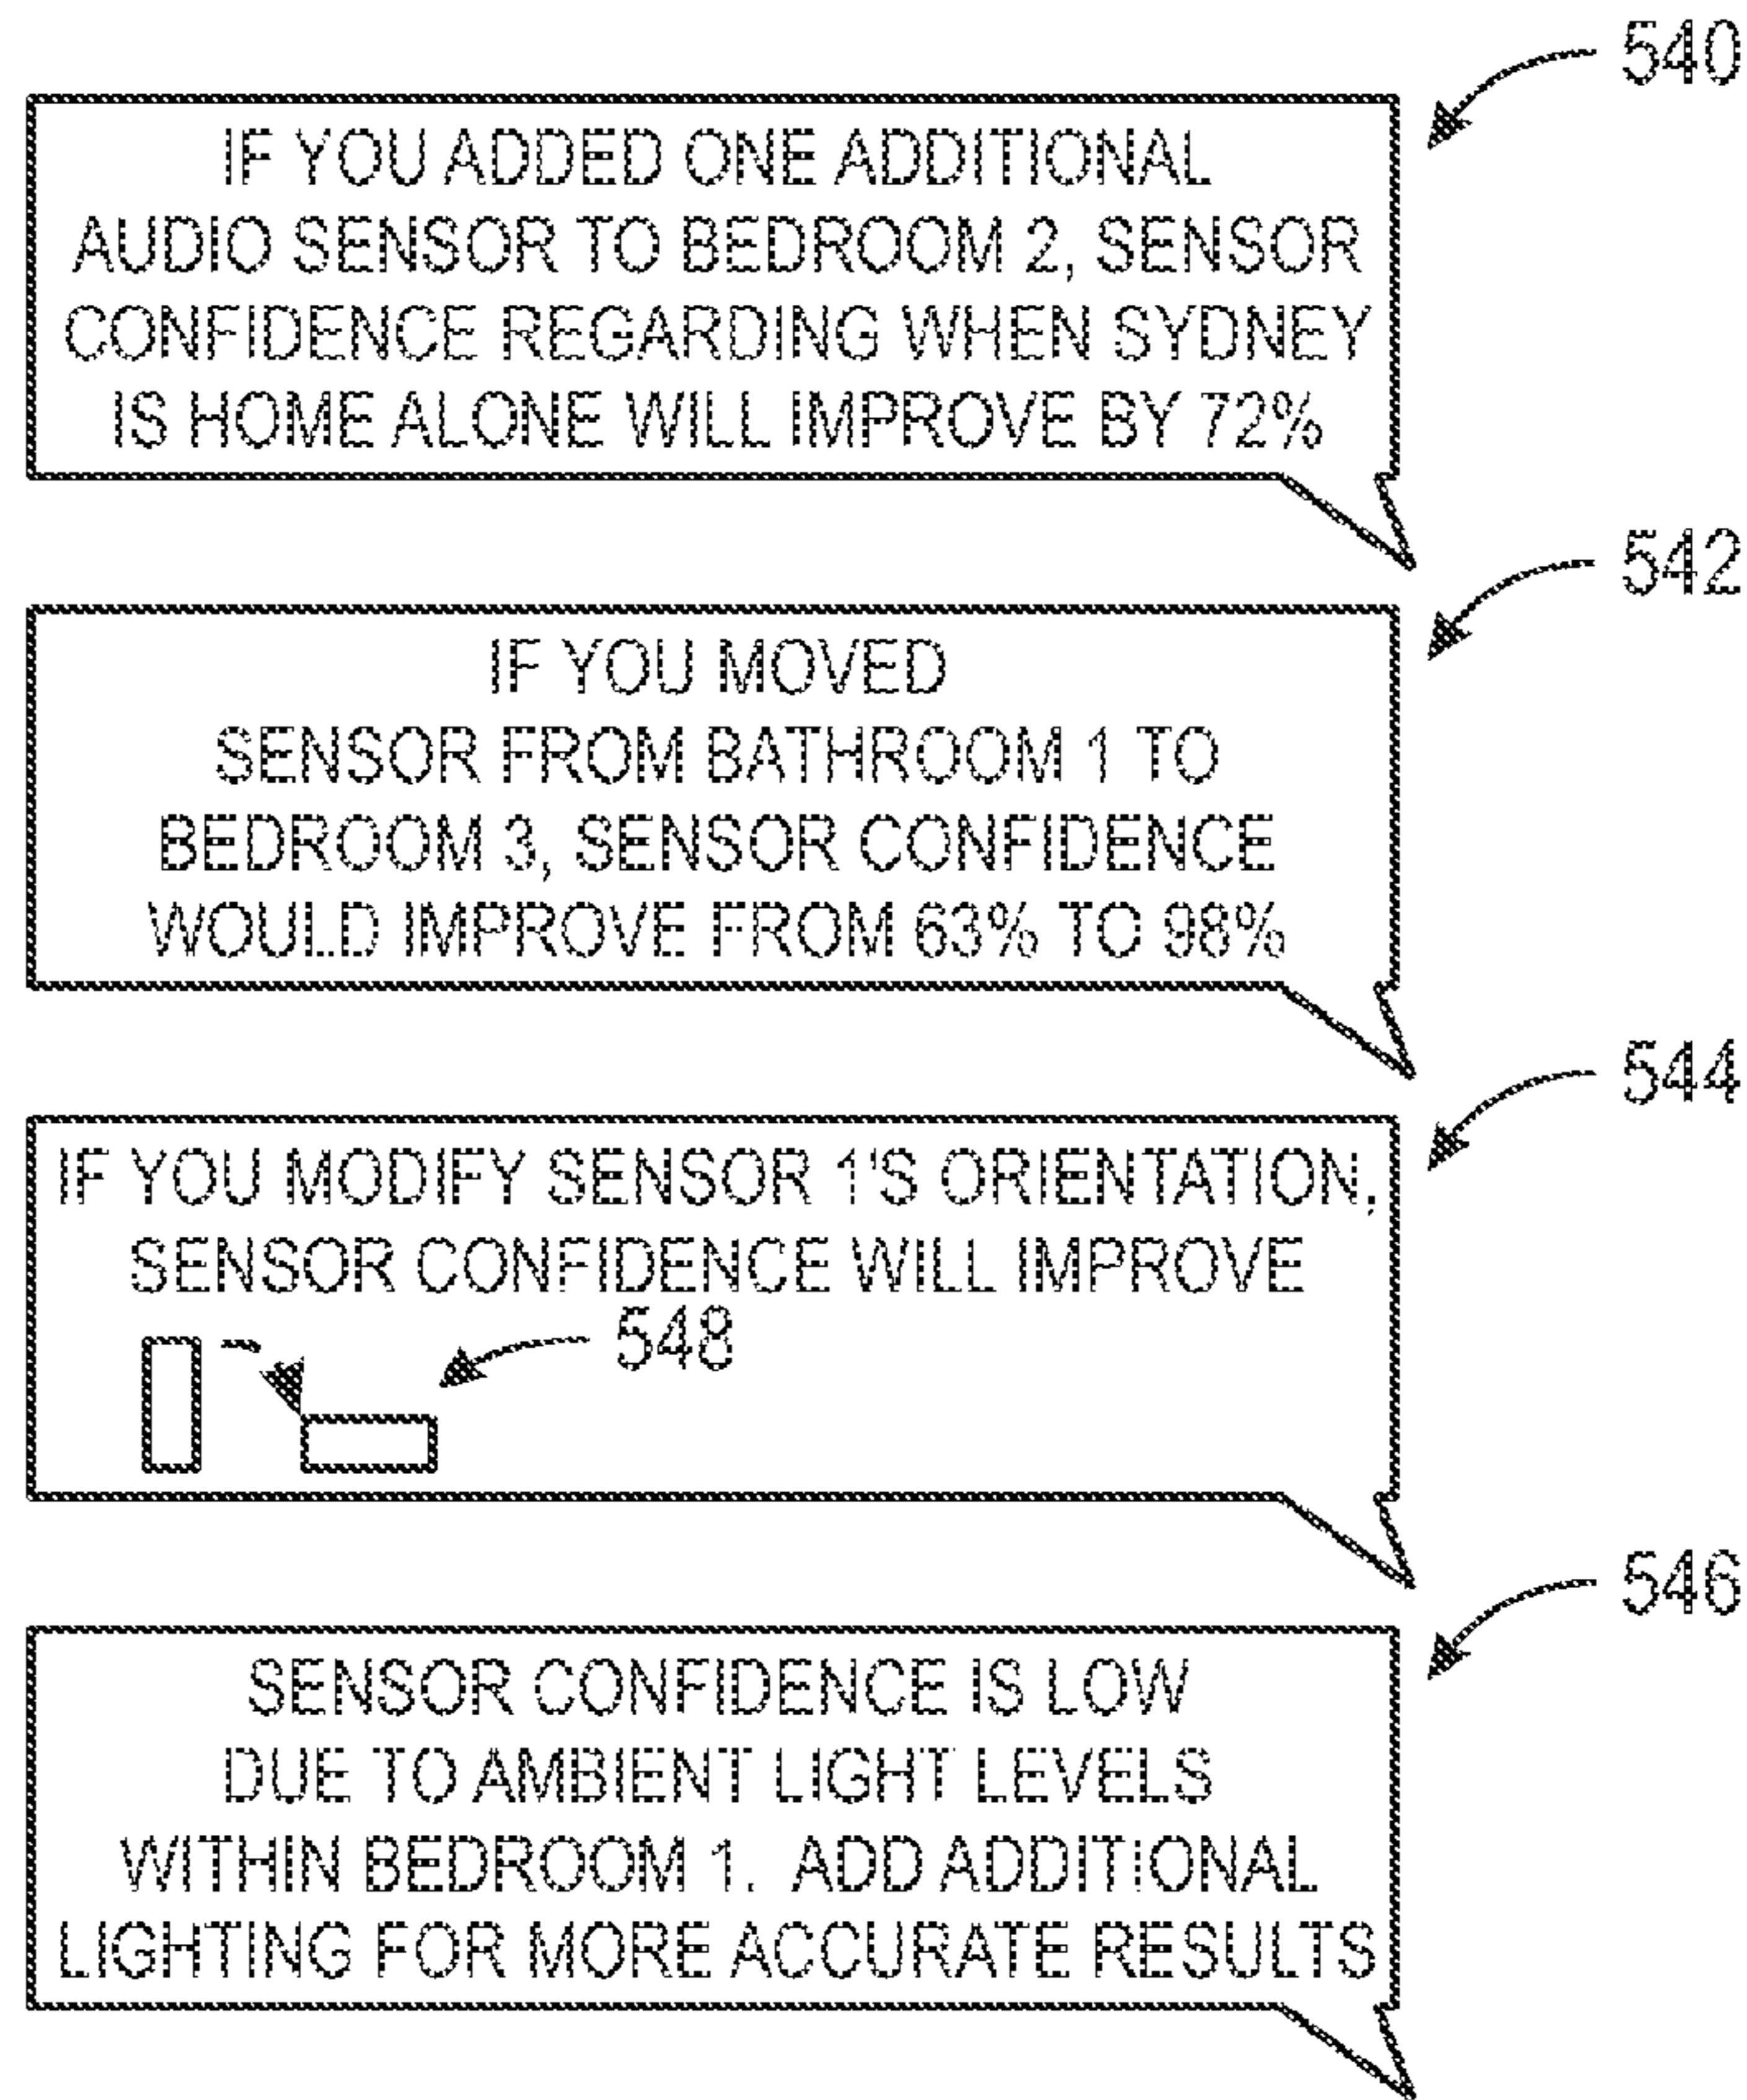 540
IF YOU ADDED ONE ADDITIONAL
AUDIO SENSOR TO BEDROOM 2, SENSOR
CONFIDENCE REGARDING WHEN SYDNEY
IS HOME ALONE WILL IMPROVE BY 72%
542
IF YOU MOVED
SENSOR FROM BATHROOM 1 TO
BEDROOM 3, SENSOR CONFIDENCE
WOULD IMPROVE FROM 63% TO 98%
544
IF YOU MODIFY SENSOR 1'S ORIENTATION,
SENSOR CONFIDENCE WILL IMPROVE
548
546
SENSOR CONFIDENCE IS LOW
DUE TO AMBIENT LIGHT LEVELS
WITHIN BEDROOM 1. ADD ADDITIONAL
LIGHTING FOR MORE ACCURATE RESULTS